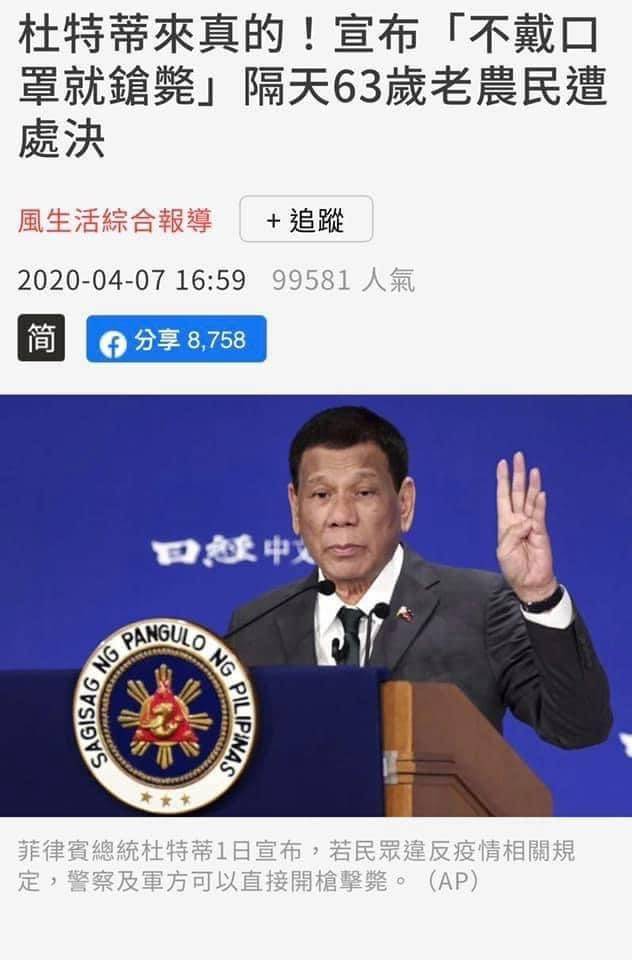 杜特蒂來真的！宣布「不戴口
罩就鎗斃」隔天63歲老農民遭
處決
風生活綜合報導
+ 追蹤
2020-04-07 16:59 99581 人氣
简
分享 8,758
日経中文
SAGISAG NG PANGULO NG PILIPINAS
菲律賓總統杜特蒂1日宣布，若民眾違反疫情相關規
定，警察及軍方可以直接開槍擊斃。（AP）